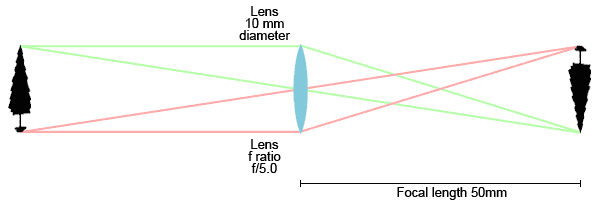 Lens
10 mm
diameter
Lens
f ratio
f/5.0
Focal length 50mm